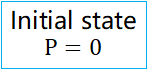 Initial state
P = 0